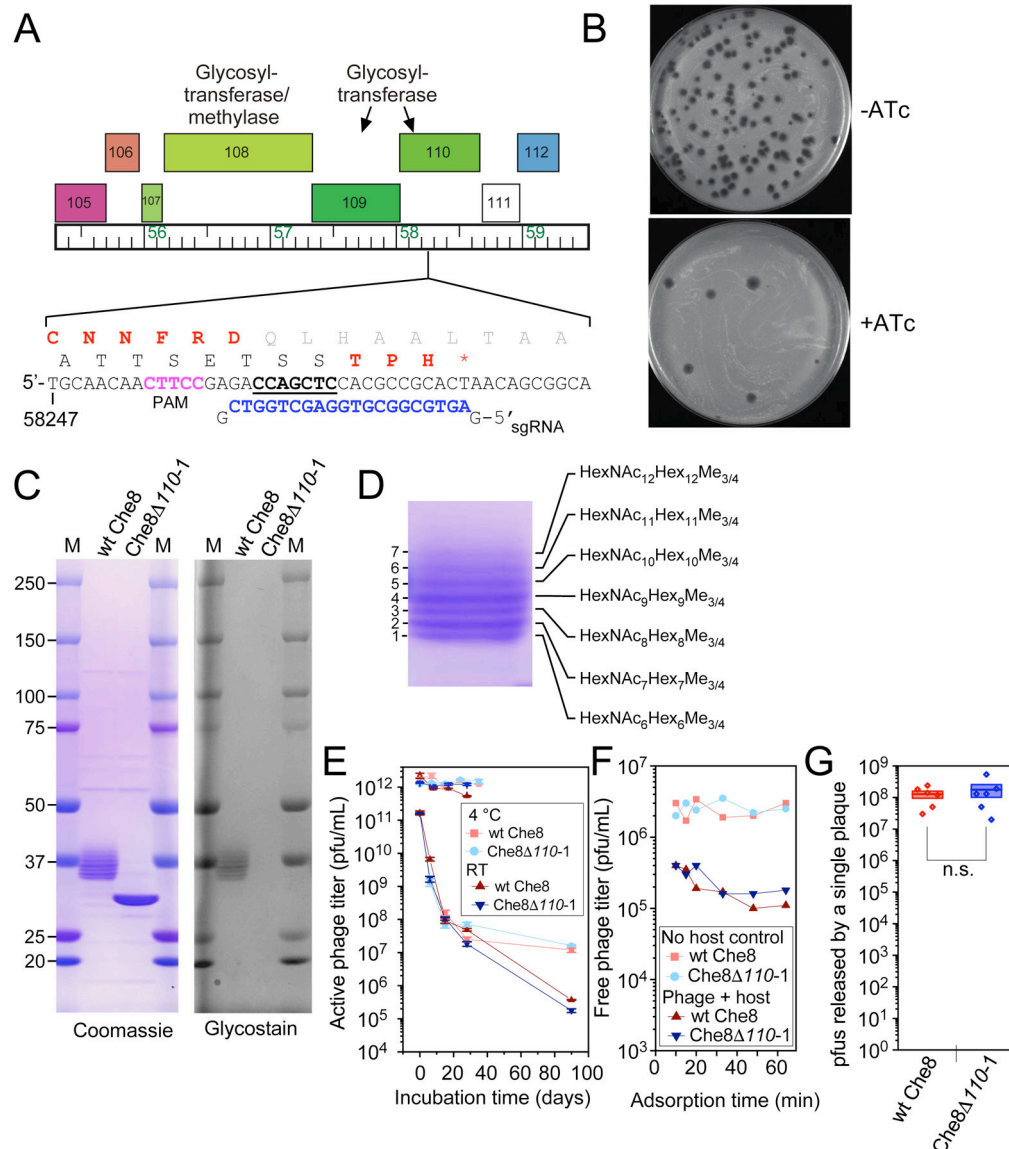 A
Glycosyl-
transferase/
methylase
Glycosyl-
transferase
106
108
110
112
105
107
109
111
56
57
58
59
C N N F R D Q L H A A L T A A
A T T S E T S S T P H *
5'-TGCAACAACTTCCGAGACCAGCTCCACGCCGCACTAACAGCGGCA
PAM
58247
GCTGGTCGAGGTGCGGCGTGAG-5'sgRNA
B
-ATc
+ATc
C
M
wt Che8
Che8Δ110-1
M
M
wt Che8
Che8Δ110-1
M
250
150
100
75
50
37
25
20
Coomassie
Glycostain
D
7
6
5
4
3
2
1
HexNAc12Hex12Me3/4
HexNAc11Hex11Me3/4
HexNAc10Hex10Me3/4
HexNAc9Hex9Me3/4
HexNAc8Hex8Me3/4
HexNAc7Hex7Me3/4
HexNAc6Hex6Me3/4
E
Active phage titer (pfu/mL)
10^12
10^11
10^10
10^9
10^8
10^7
10^6
10^5
10^4
4 °C
wt Che8
Che8Δ110-1
RT
wt Che8
Che8Δ110-1
0 20 40 60 80 100
Incubation time (days)
F
Free phage titer (pfu/mL)
10^7
10^6
10^5
10^4
10^3
No host control
wt Che8
Che8Δ110-1
Phage + host
wt Che8
Che8Δ110-1
0 20 40 60
Adsorption time (min)
G
pfus released by a single plaque
10^9
10^8
10^7
10^6
10^5
10^4
10^3
10^2
10^1
10^0
n.s.
wt Che8
Che8Δ110-1